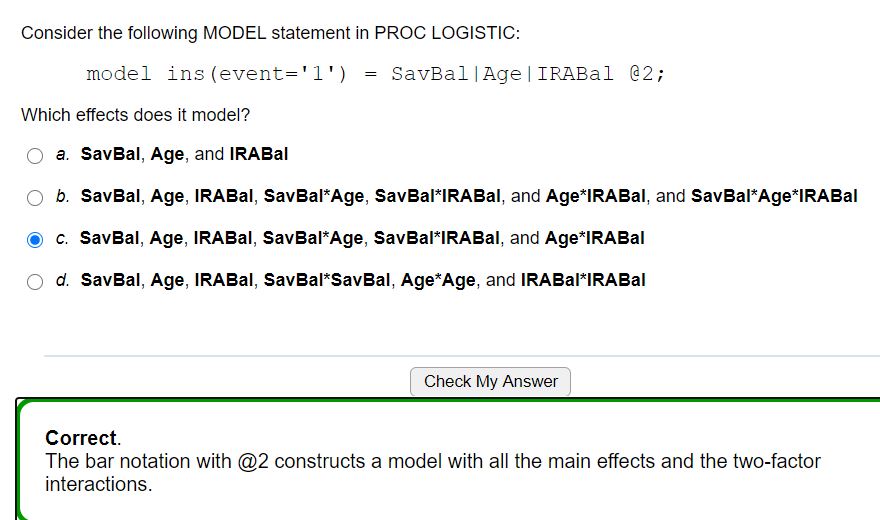 Consider the following MODEL statement in PROC LOGISTIC:
model ins(event='1') = SavBal|Age|IRABal @2;
Which effects does it model?
a. SavBal, Age, and IRABal
b. SavBal, Age, IRABal, SavBal*Age, SavBal*IRABal, and Age*IRABal, and SavBal*Age*IRABal
c. SavBal, Age, IRABal, SavBal*Age, SavBal*IRABal, and Age*IRABal
d. SavBal, Age, IRABal, SavBal*SavBal, Age*Age, and IRABal*IRABal
Check My Answer
Correct.
The bar notation with @2 constructs a model with all the main effects and the two-factor
interactions.